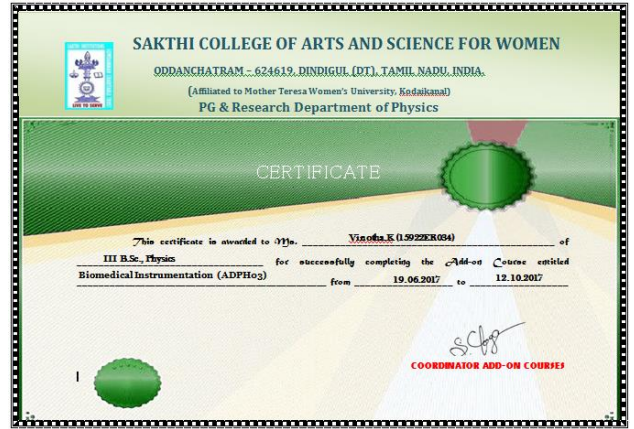 SAKTHI COLLEGE OF ARTS AND SCIENCE FOR WOMEN
ODDANCHATRAM – 624619, DINDIGUL (DT), TAMIL NADU, INDIA.
(Affiliated to Mother Teresa Women's University, Kodaikanal)
PG & Research Department of Physics
LIVE TO SERVE
CERTIFICATE
This certificate is awarded to Ms. Vinotha.K (15922ER034) of
III B.Sc., Physics for successfully completing the Add-on Course entitled
Biomedical Instrumentation (ADPH03) from 19.06.2017 to 12.10.2017
COORDINATOR ADD-ON COURSES